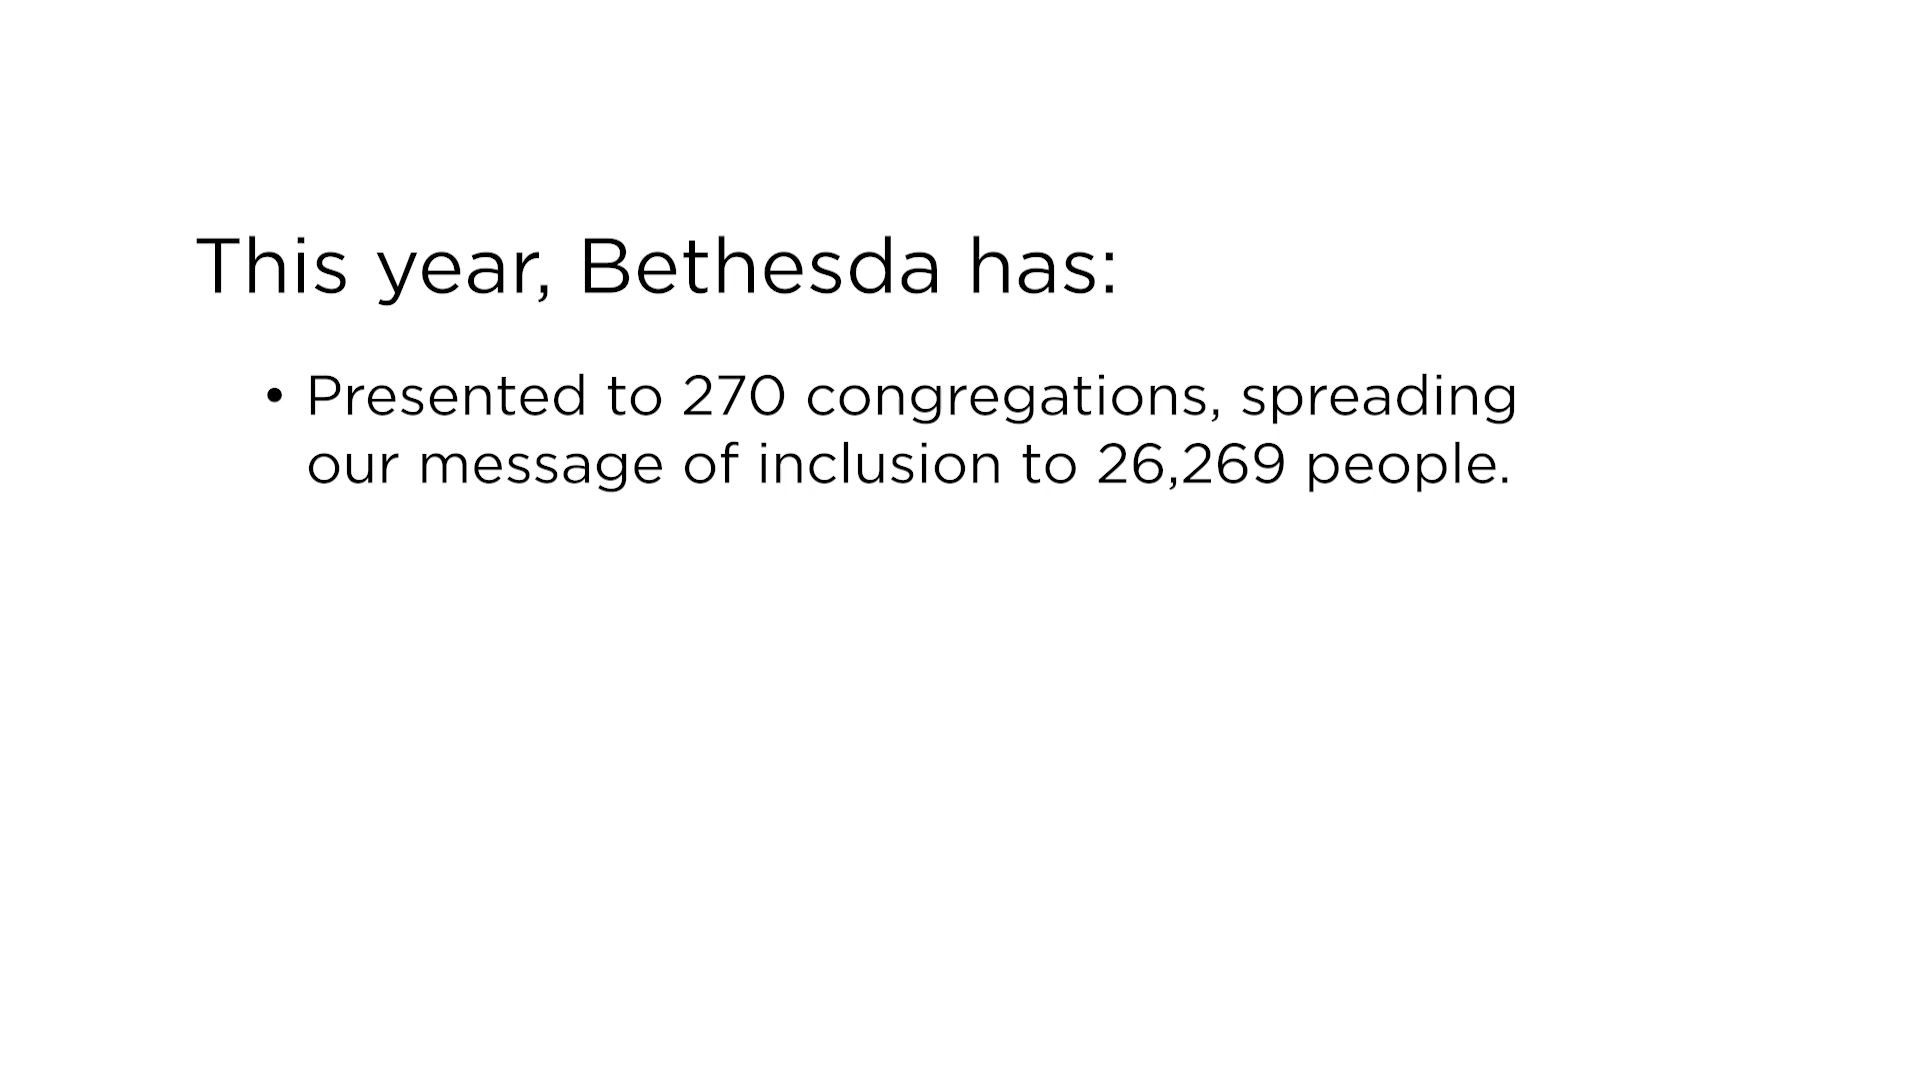 This year, Bethesda has:
• Presented to 270 congregations, spreading
our message of inclusion to 26,269 people.